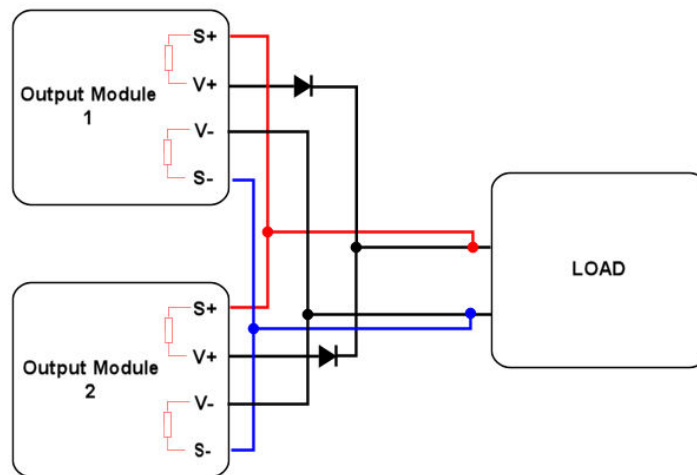 S+
V+
Output Module
1
V-
S-
LOAD
S+
V+
Output Module
2
V-
S-